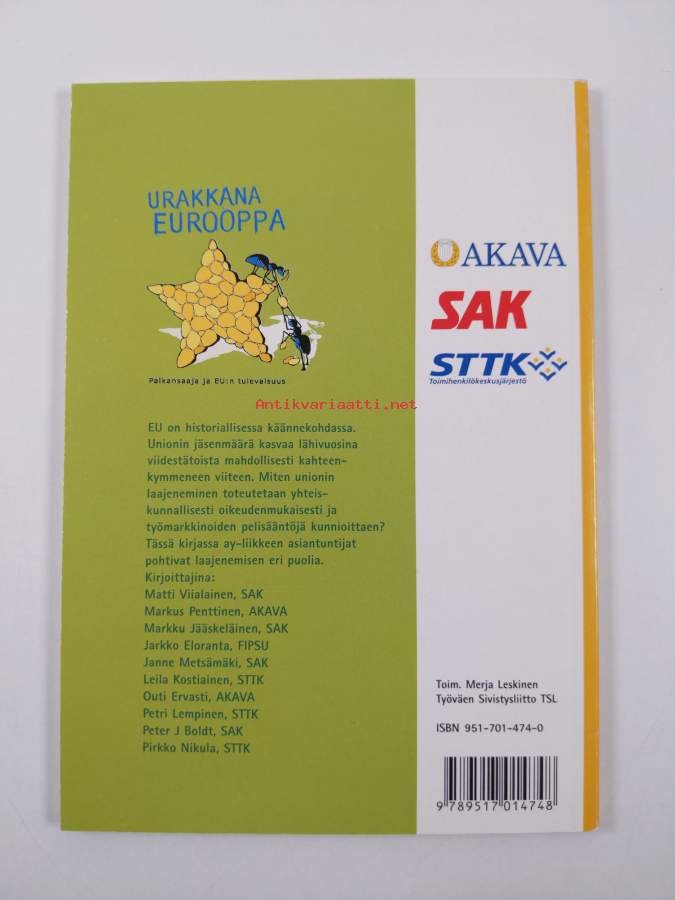 URAKKANA
EUROOPPA
Palkansaaja ja EU:n tulevaisuus
Antikvariaatti.net
EU on historiallisessa käännekohdassa.
Unionin jäsenmäärä kasvaa lähivuosina
viidestätoista mahdollisesti kahteen-
kymmeneen viiteen. Miten unionin
laajeneminen toteutetaan yhteis-
kunnallisesti oikeudenmukaisesti ja
työmarkkinoiden pelisääntöjä kunnioittaen?
Tässä kirjassa ay-liikkeen asiantuntijat
pohtivat laajenemisen eri puolia.
Kirjoittajina:
Matti Viialainen, SAK
Markus Penttinen, AKAVA
Markku Jääskeläinen, SAK
Jarkko Eloranta, FIPSU
Janne Metsämäki, SAK
Leila Kostiainen, STTK
Outi Ervasti, AKAVA
Petri Lempinen, STTK
Peter J Boldt, SAK
Pirkko Nikula, STTK
AKAVA
SAK
STTK
Toimihenkilökeskusjärjestö
Toim. Merja Leskinen
Työväen Sivistysliitto TSL
ISBN 951-701-474-0
9 789517 014748